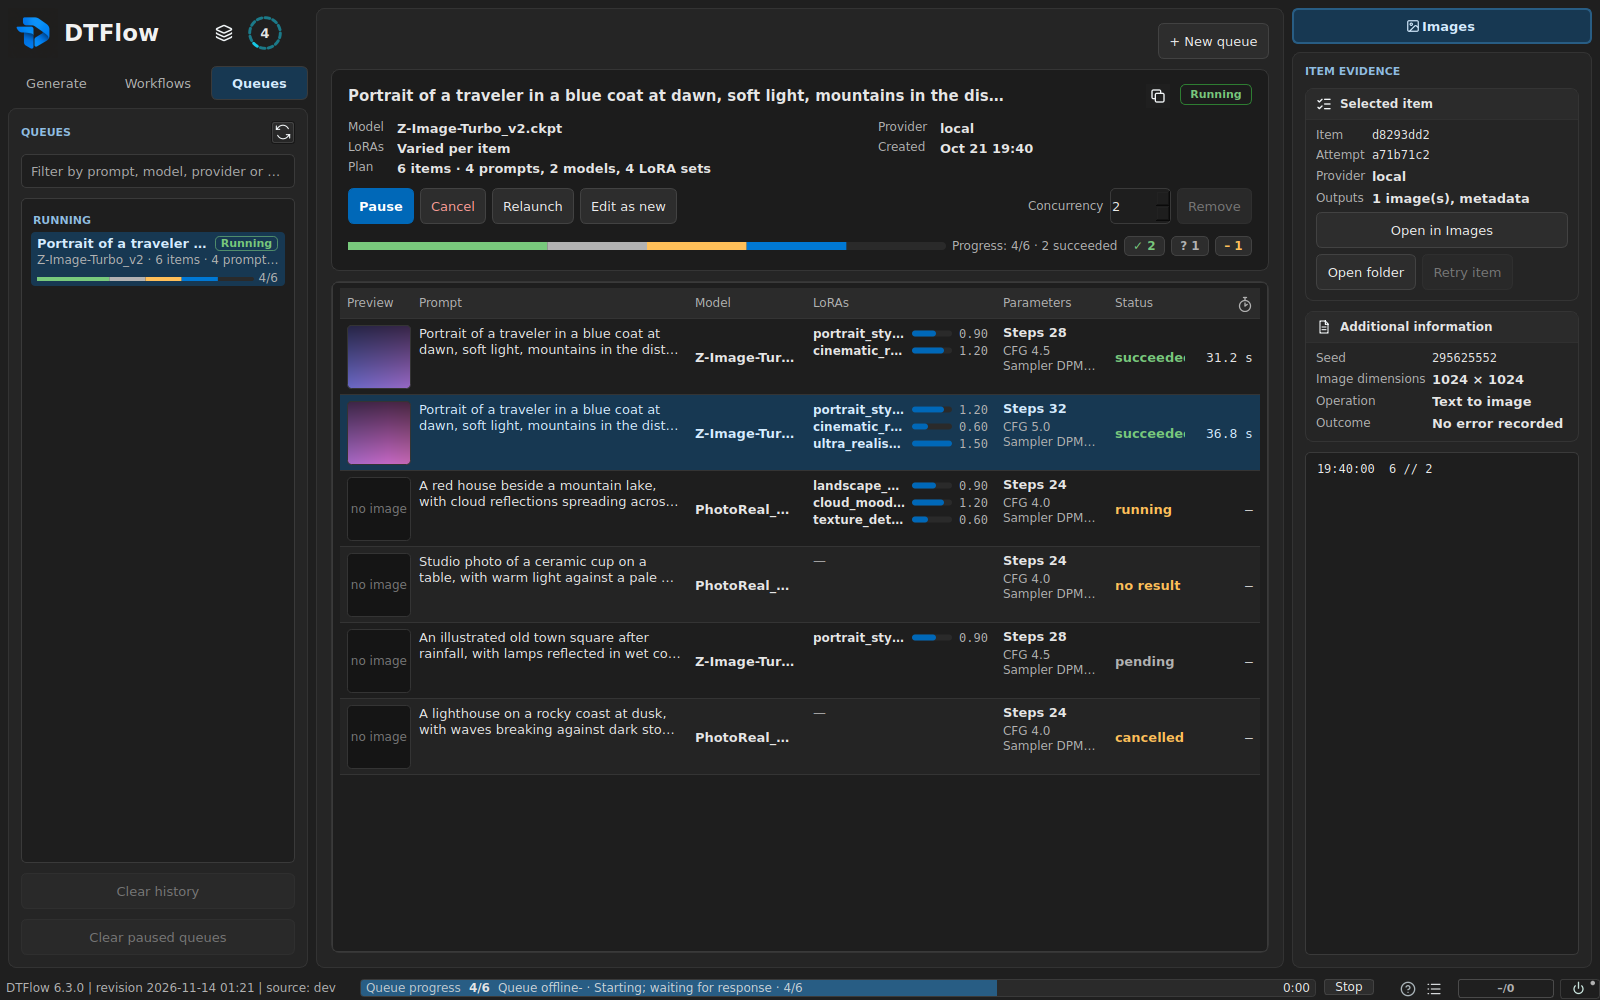 DTFlow
4
Generate
Workflows
Queues
QUEUES
Filter by prompt, model, provider or ...
RUNNING
Portrait of a traveler ...
Running
Z-Image-Turbo_v2 · 6 items · 4 prompt...
4/6
Clear history
Clear paused queues
+ New queue
Portrait of a traveler in a blue coat at dawn, soft light, mountains in the dis...
Running
Model Z-Image-Turbo_v2.ckpt
Provider local
LoRAs Varied per item
Created Oct 21 19:40
Plan 6 items · 4 prompts, 2 models, 4 LoRA sets
Pause
Cancel
Relaunch
Edit as new
Concurrency 2
Remove
Progress: 4/6 · 2 succeeded
✓ 2
? 1
– 1
Preview Prompt Model LoRAs Parameters Status
Portrait of a traveler in a blue coat at
dawn, soft light, mountains in the dist...
Z-Image-Tur...
portrait_sty... 0.90
cinematic_r... 1.20
Steps 28
CFG 4.5
Sampler DPM...
succeeded
31.2 s
Portrait of a traveler in a blue coat at
dawn, soft light, mountains in the dist...
Z-Image-Tur...
portrait_sty... 1.20
cinematic_r... 0.60
ultra_realis... 1.50
Steps 32
CFG 5.0
Sampler DPM...
succeeded
36.8 s
no image
A red house beside a mountain lake,
with cloud reflections spreading acros...
PhotoReal_...
landscape_... 0.90
cloud_mood... 1.20
texture_det... 0.60
Steps 24
CFG 4.0
Sampler DPM...
running
–
no image
Studio photo of a ceramic cup on a
table, with warm light against a pale ...
PhotoReal_...
—
Steps 24
CFG 4.0
Sampler DPM...
no result
–
no image
An illustrated old town square after
rainfall, with lamps reflected in wet co...
Z-Image-Tur...
portrait_sty... 0.90
Steps 28
CFG 4.5
Sampler DPM...
pending
–
no image
A lighthouse on a rocky coast at dusk,
with waves breaking against dark sto...
PhotoReal_...
—
Steps 24
CFG 4.0
Sampler DPM...
cancelled
–
Images
ITEM EVIDENCE
Selected item
Item d8293dd2
Attempt a71b71c2
Provider local
Outputs 1 image(s), metadata
Open in Images
Open folder
Retry item
Additional information
Seed 295625552
Image dimensions 1024 × 1024
Operation Text to image
Outcome No error recorded
19:40:00 6 // 2
DTFlow 6.3.0 | revision 2026-11-14 01:21 | source: dev
Queue progress 4/6 Queue offline- · Starting; waiting for response · 4/6
0:00
Stop
–/0